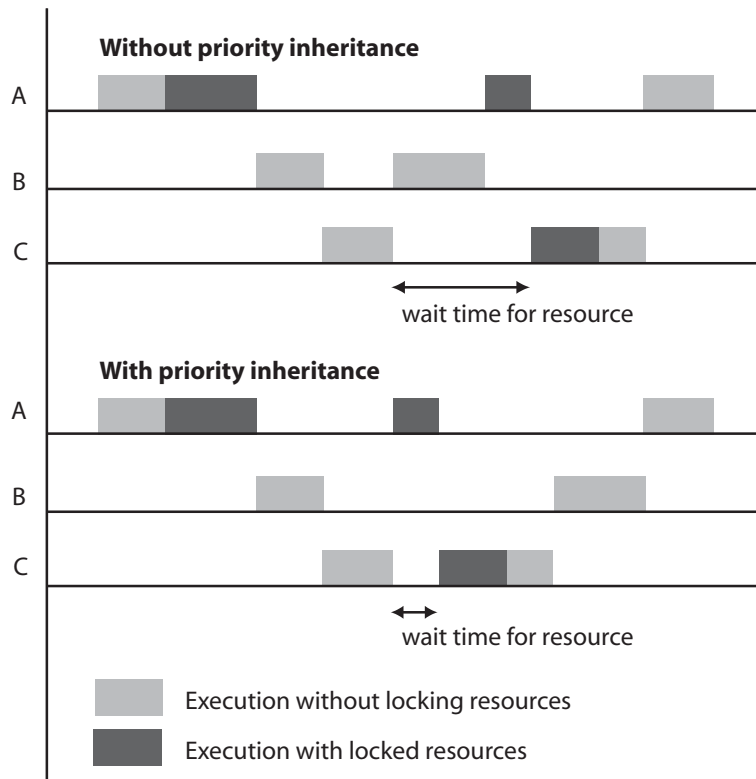 Without priority inheritance
A
B
C
wait time for resource
With priority inheritance
A
B
C
wait time for resource
Execution without locking resources
Execution with locked resources